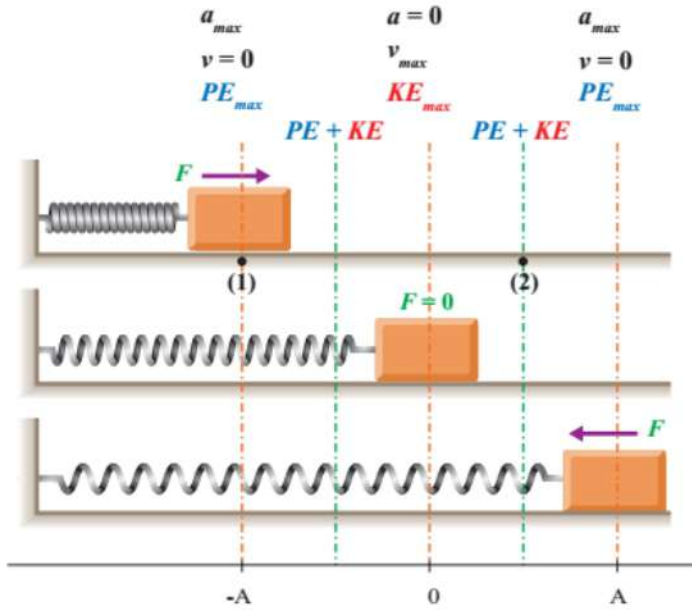 a_max a = 0 a_max
v = 0 v_max v = 0
PE_max KE_max PE_max
PE + KE PE + KE
F
(1) (2)
F = 0
F
-A 0 A